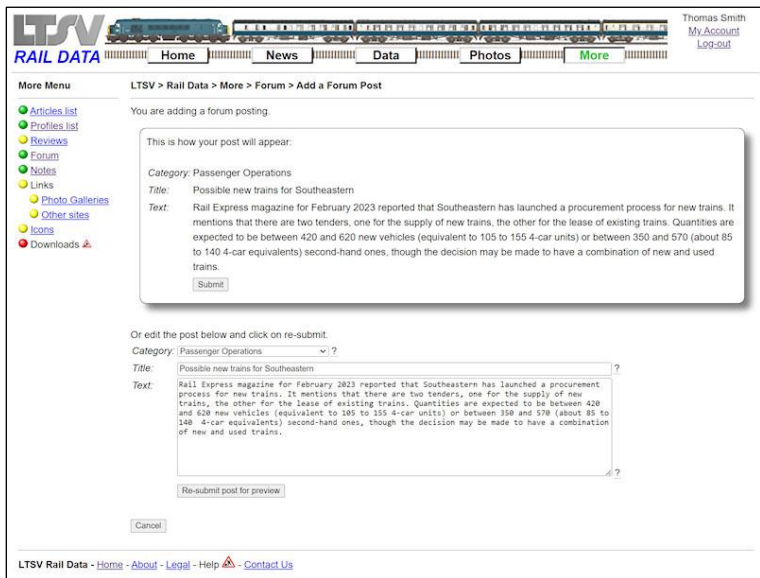 LTSV
RAIL DATA
Home
News
Data
Photos
More
Thomas Smith
My Account
Log-out
More Menu
Articles list
Profiles list
Reviews
Forum
Notes
Links
Photo Galleries
Other sites
Icons
Downloads
LTSV > Rail Data > More > Forum > Add a Forum Post
You are adding a forum posting.
This is how your post will appear:
Category: Passenger Operations
Title: Possible new trains for Southeastern
Text: Rail Express magazine for February 2023 reported that Southeastern has launched a procurement process for new trains. It
mentions that there are two tenders, one for the supply of new trains, the other for the lease of existing trains. Quantities are
expected to be between 420 and 620 new vehicles (equivalent to 105 to 155 4-car units) or between 350 and 570 (about 85
to 140 4-car equivalents) second-hand ones, though the decision may be made to have a combination of new and used
trains.
Submit
Or edit the post below and click on re-submit.
Category: Passenger Operations ?
Title: Possible new trains for Southeastern ?
Text: Rail Express magazine for February 2023 reported that Southeastern has launched a procurement
process for new trains. It mentions that there are two tenders, one for the supply of new
trains, the other for the lease of existing trains. Quantities are expected to be between 420
and 620 new vehicles (equivalent to 105 to 155 4-car units) or between 350 and 570 (about 85 to
140  4-car equivalents) second-hand ones, though the decision may be made to have a combination
of new and used trains.
?
Re-submit post for preview
Cancel
LTSV Rail Data - Home - About - Legal - Help - Contact Us